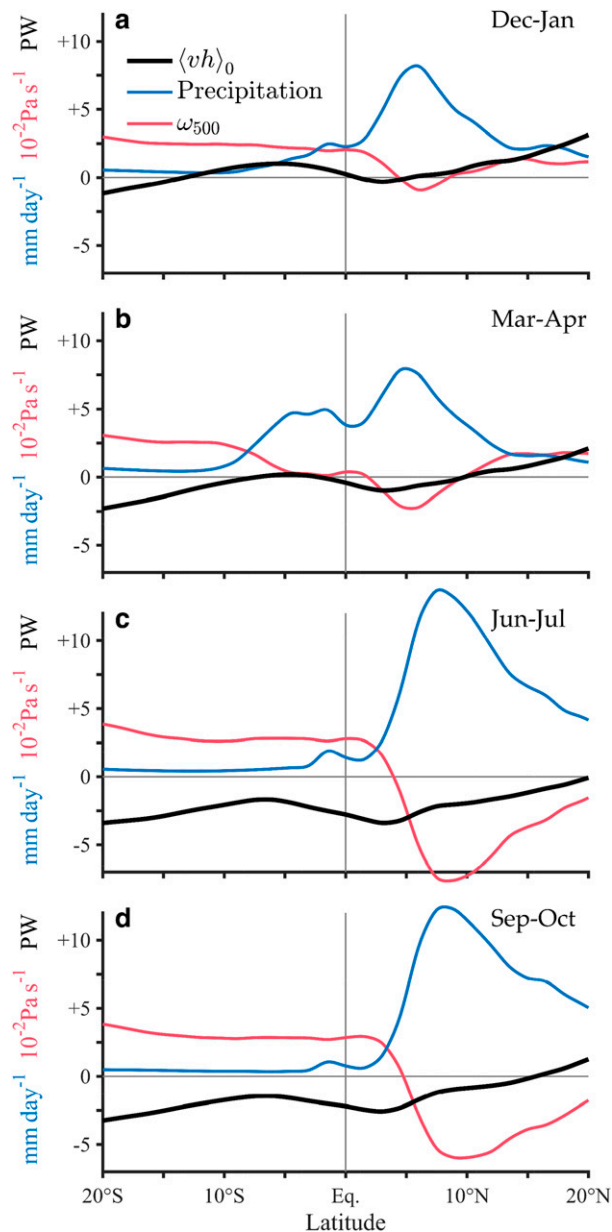 a
Dec-Jan
⟨vh⟩₀
Precipitation
ω₅₀₀
mm day⁻¹ 10⁻²Pa s⁻¹ PW
+10
+5
0
-5
b
Mar-Apr
mm day⁻¹ 10⁻²Pa s⁻¹ PW
+10
+5
0
-5
c
Jun-Jul
mm day⁻¹ 10⁻²Pa s⁻¹ PW
+10
+5
0
-5
d
Sep-Oct
mm day⁻¹ 10⁻²Pa s⁻¹ PW
+10
+5
0
-5
20°S 10°S Eq. 10°N 20°N
Latitude